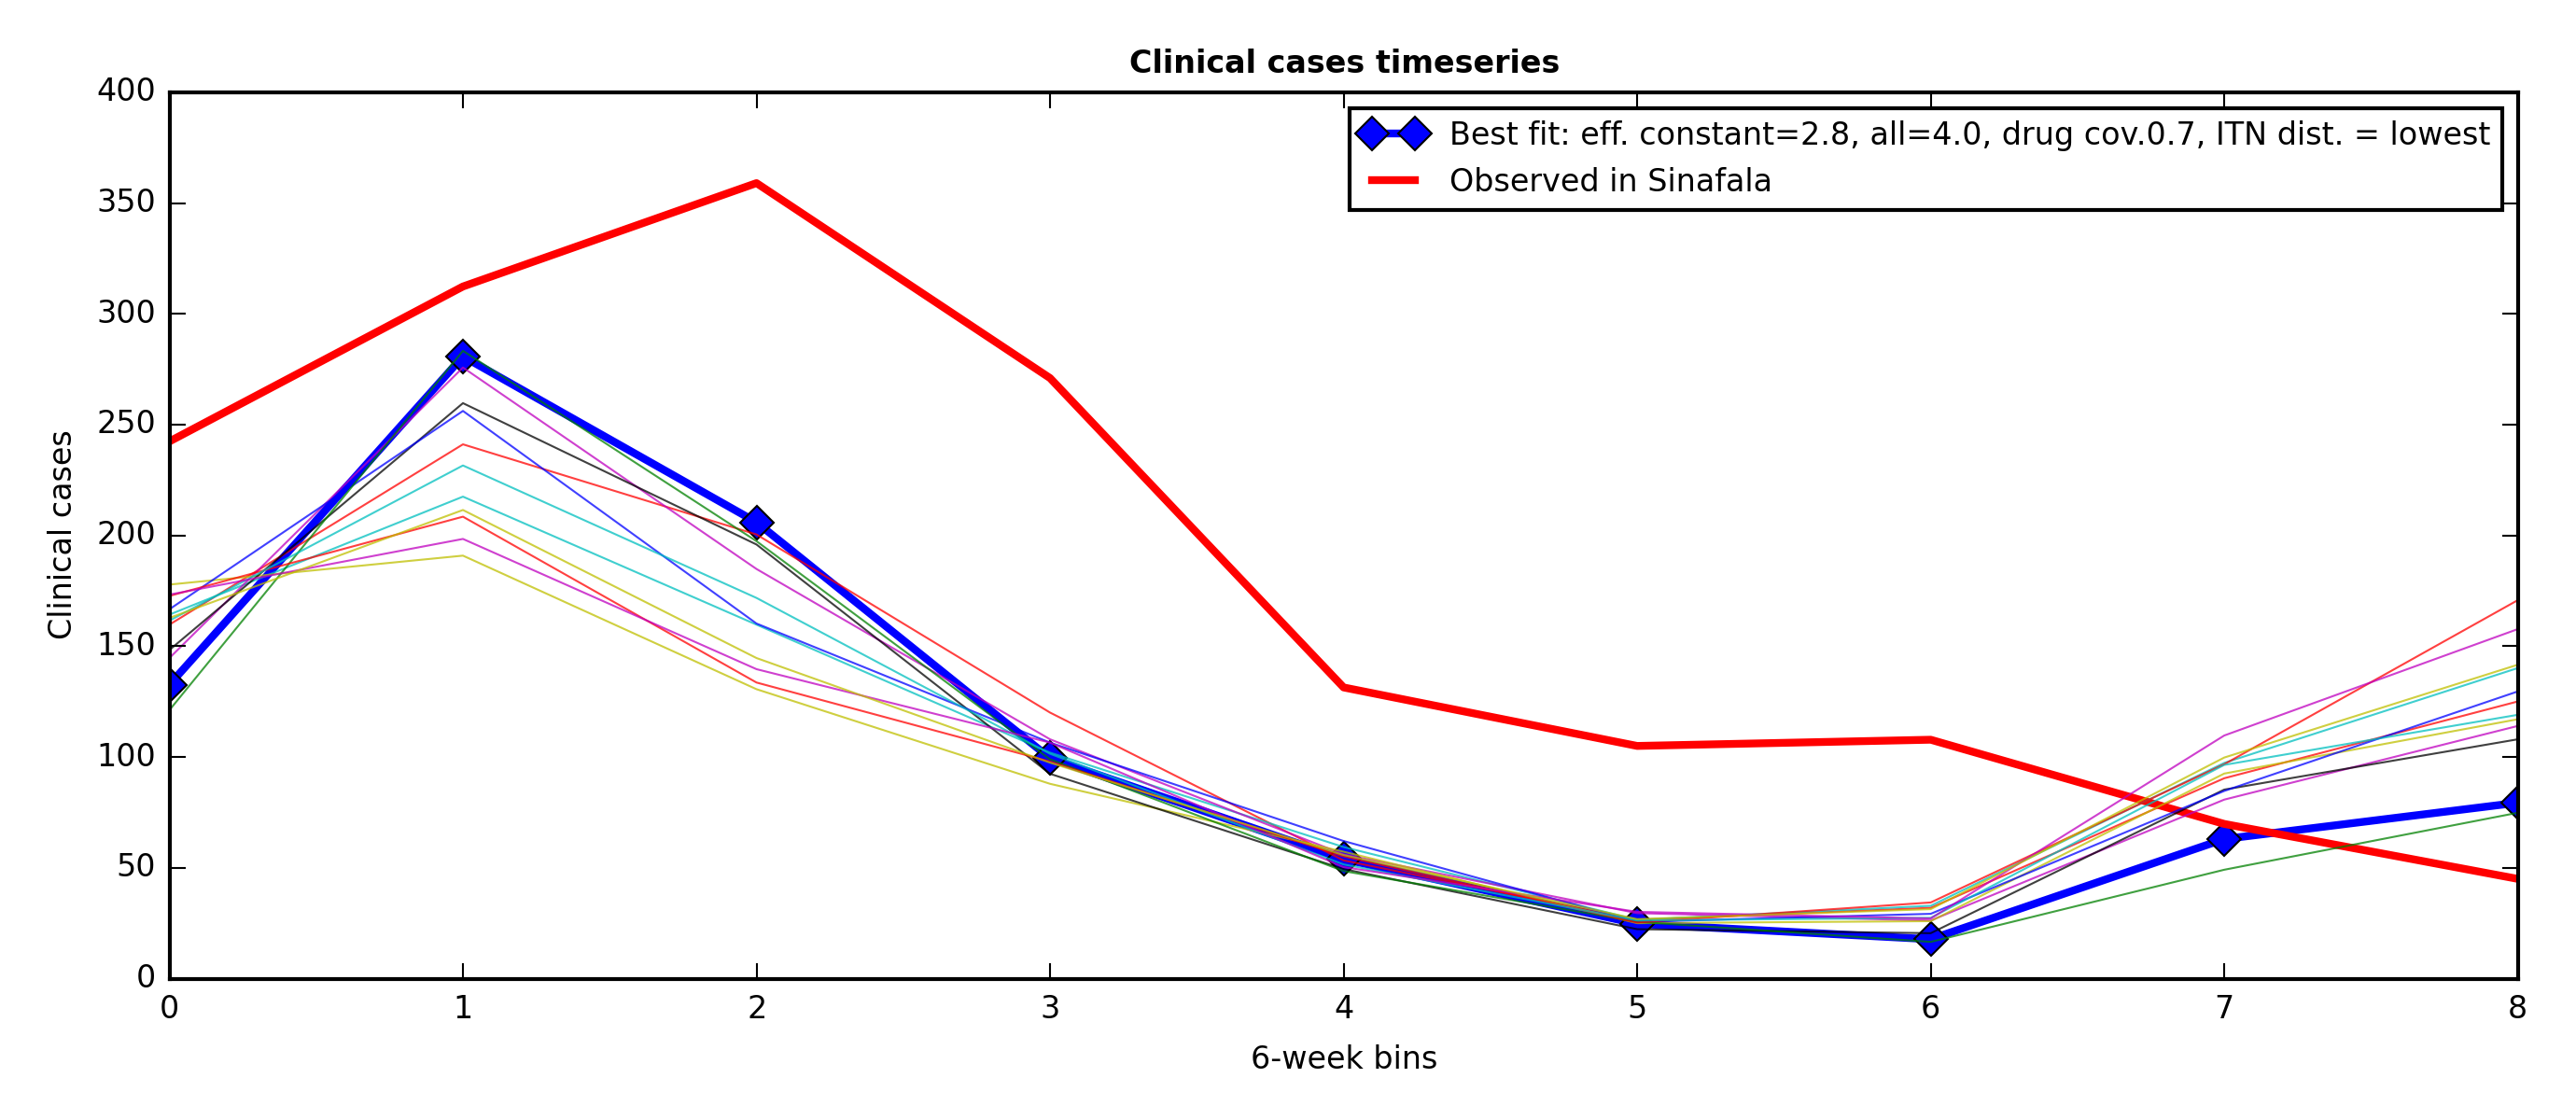 Clinical cases timeseries
400
350
300
250
200
150
100
50
0
Clinical cases
Best fit: eff. constant=2.8, all=4.0, drug cov.0.7, ITN dist. = lowest
Observed in Sinafala
0 1 2 3 4 5 6 7 8
6-week bins